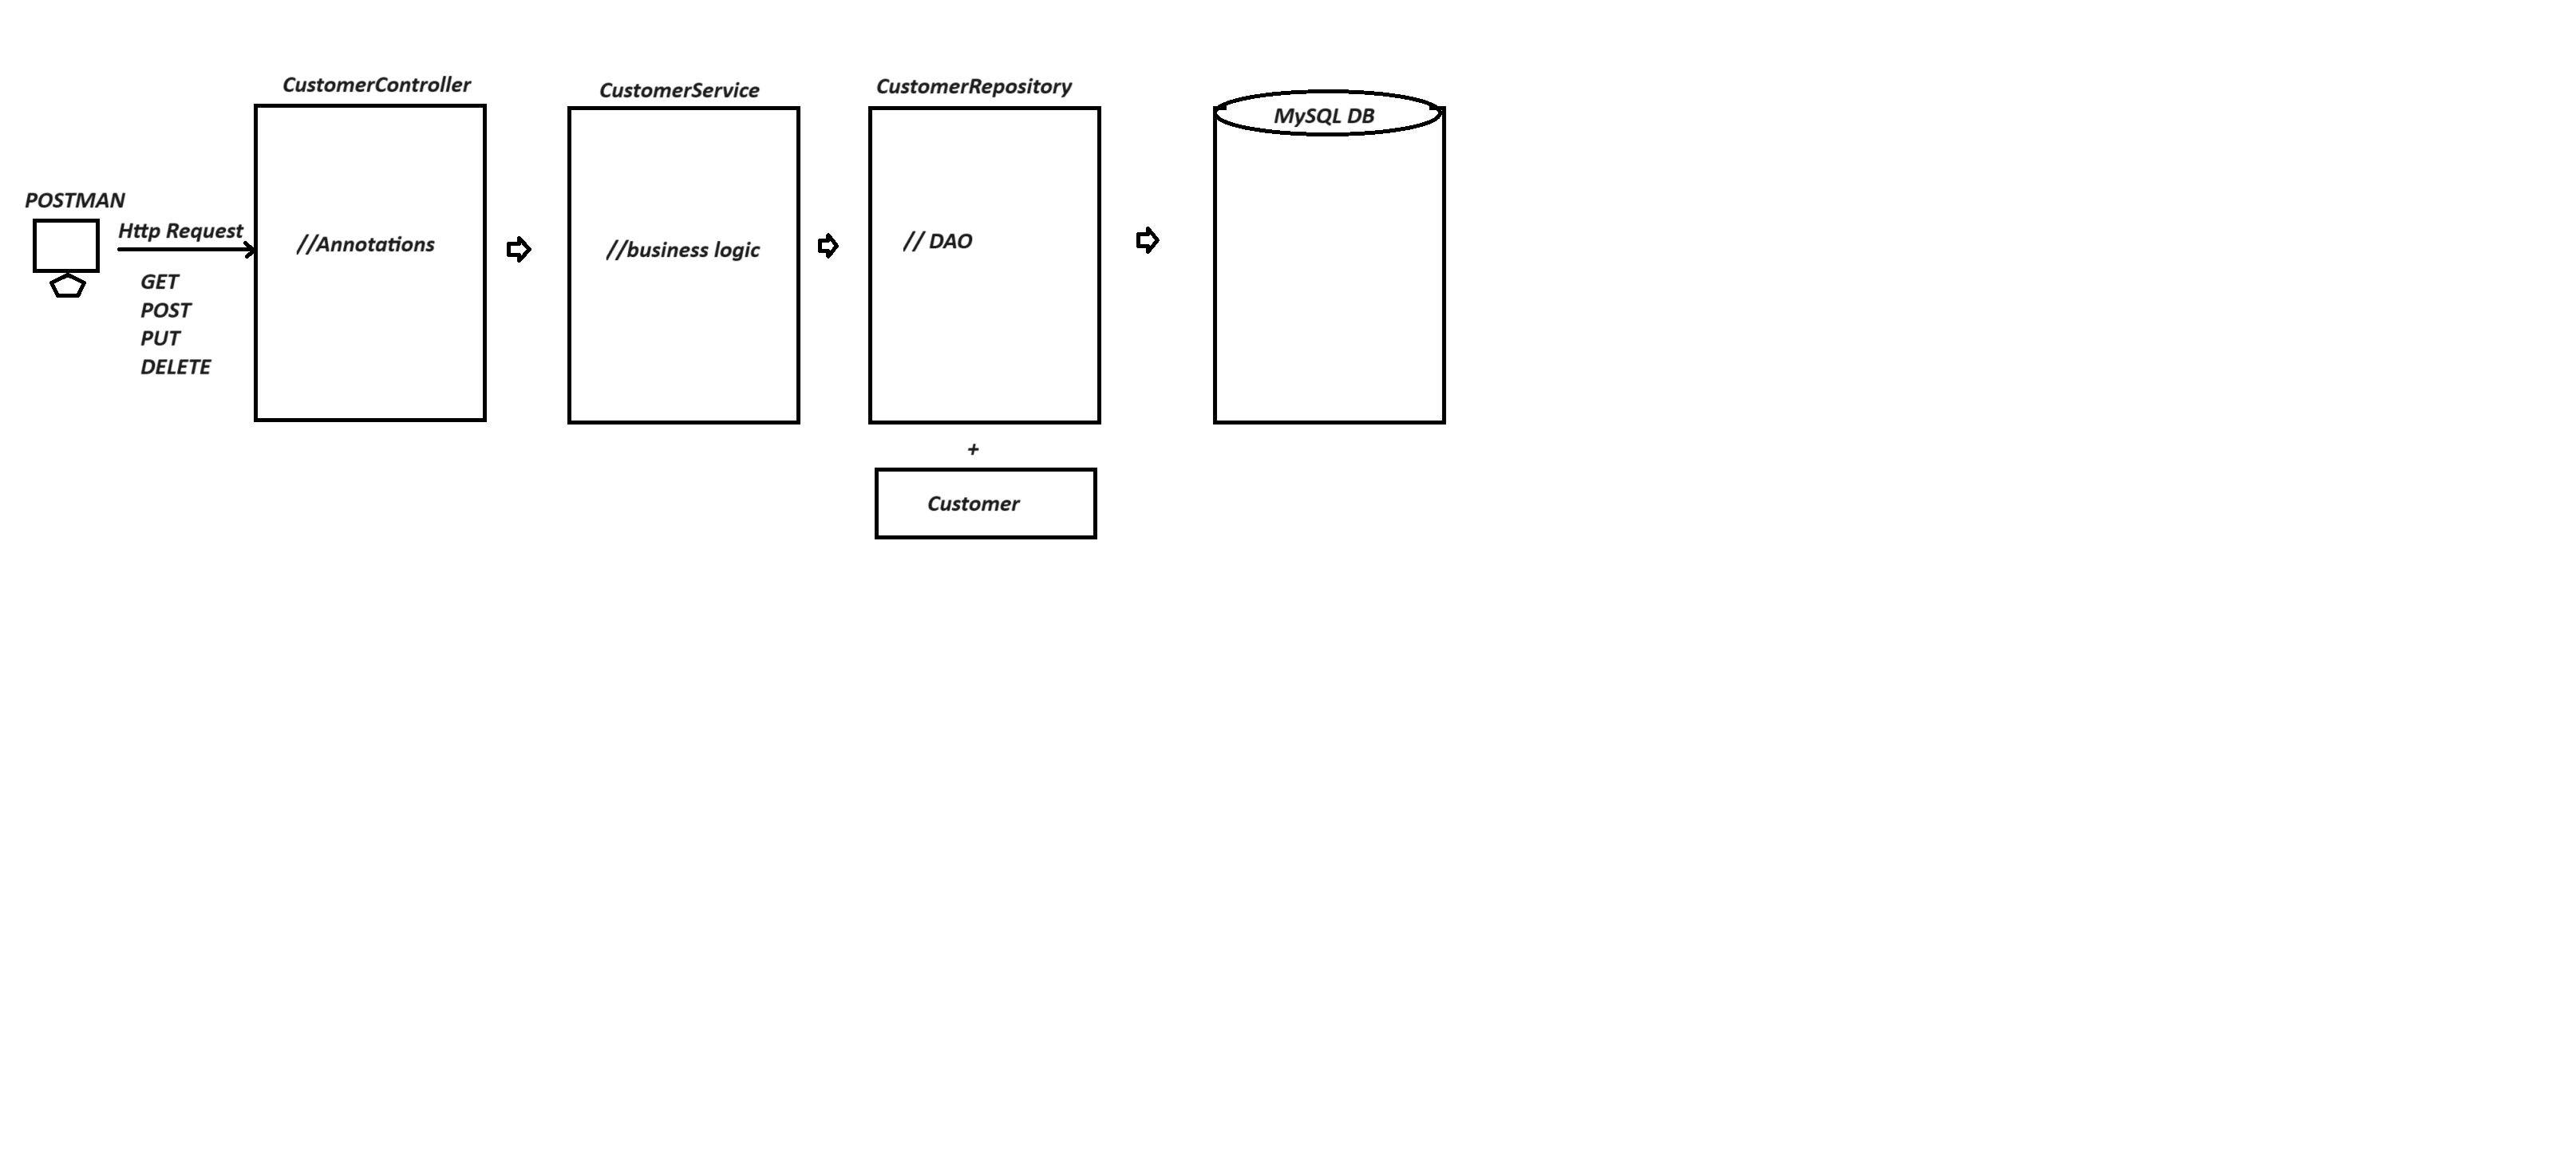 CustomerController
CustomerService
CustomerRepository
MySQL DB
POSTMAN
Http Request
//Annotations
//business logic
// DAO
GET
POST
PUT
DELETE
+
Customer